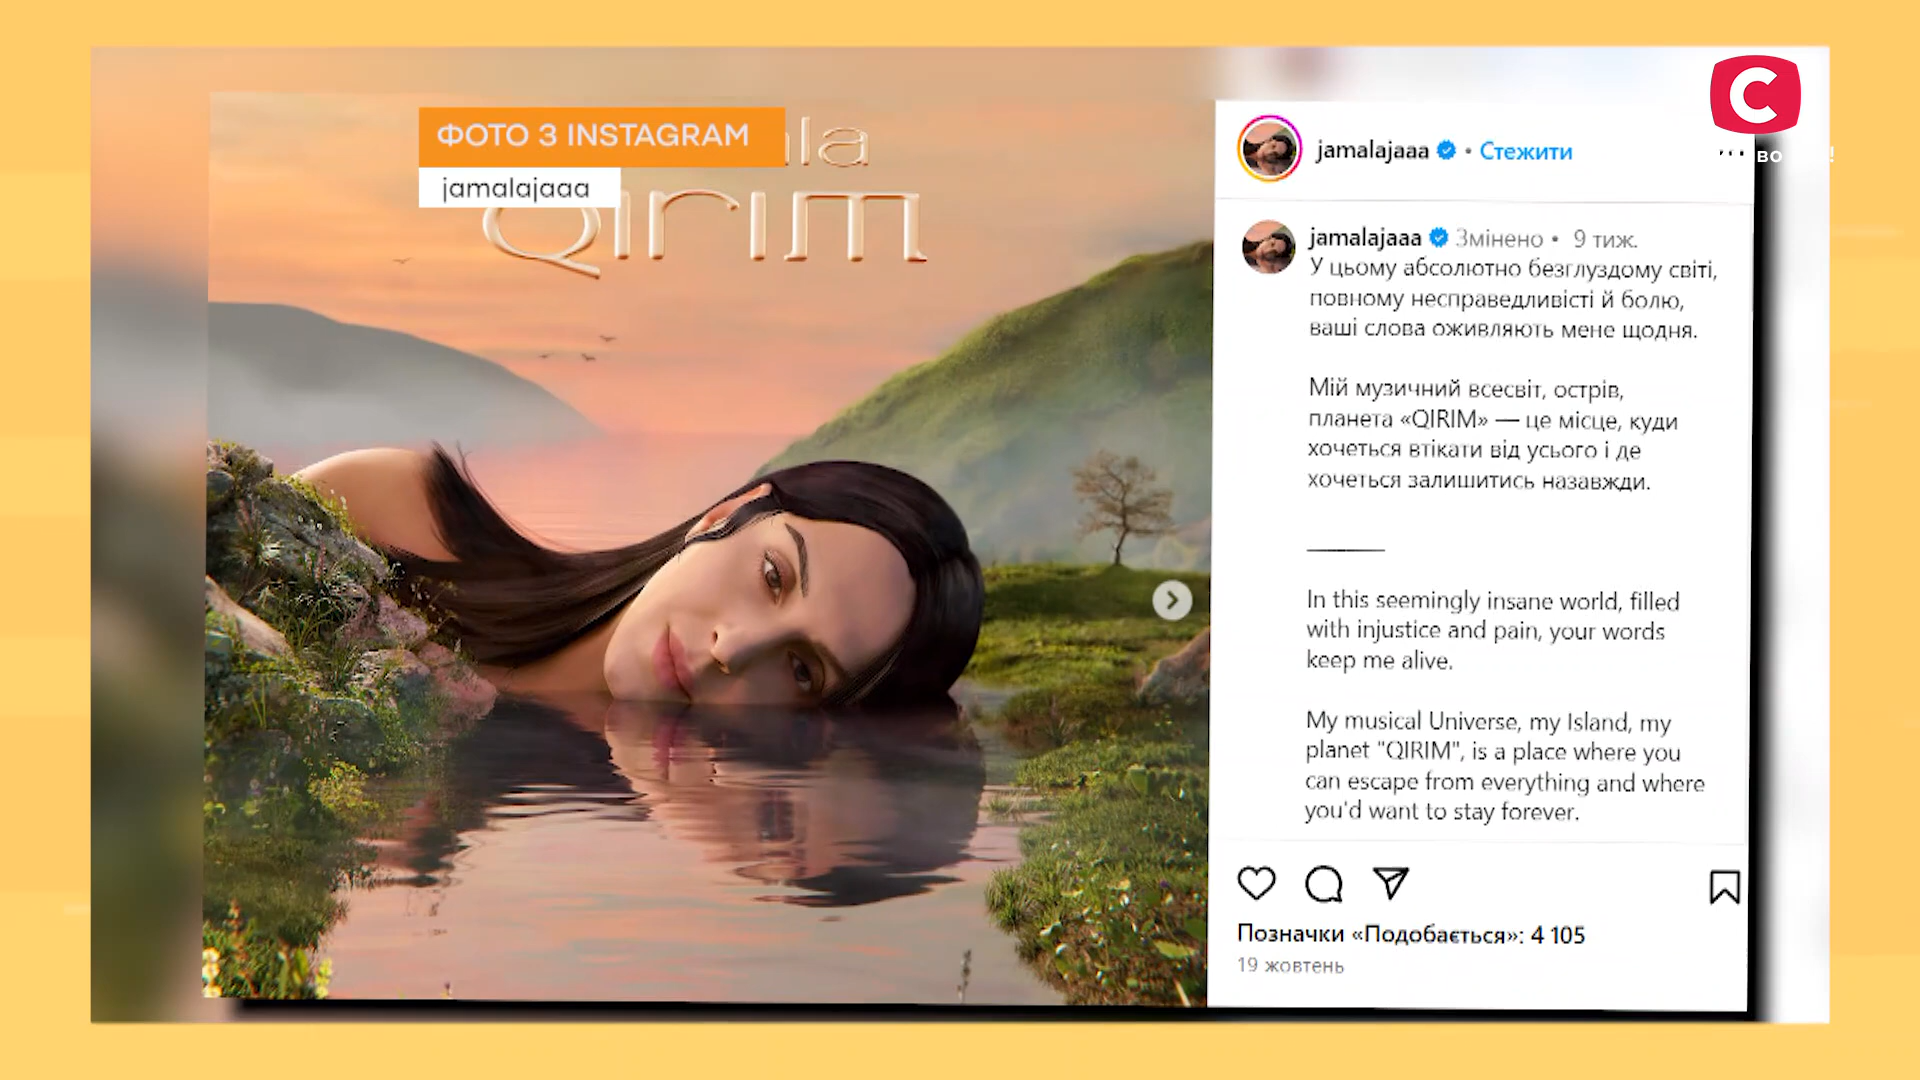 ФОТО З INSTAGRAM
jamalajaaa
la
Qirim
C
jamalajaaa • Стежити
jamalajaaa Змінено • 9 тиж.
У цьому абсолютно безглуздому світі,
повному несправедливісті й болю,
ваші слова оживляють мене щодня.
Мій музичний всесвіт, острів,
планета «QIRIM» — це місце, куди
хочеться втікати від усього і де
хочеться залишитись назавжди.
In this seemingly insane world, filled
with injustice and pain, your words
keep me alive.
My musical Universe, my Island, my
planet "QIRIM", is a place where you
can escape from everything and where
you'd want to stay forever.
Позначки «Подобається»: 4 105
19 жовтень